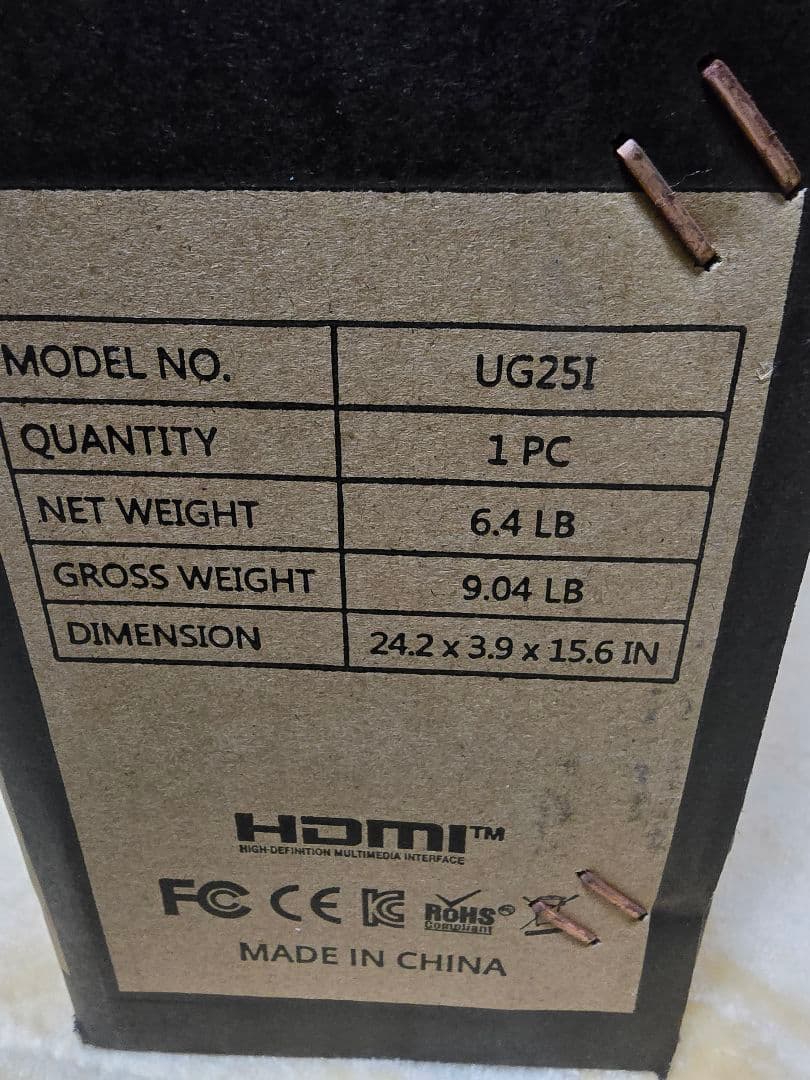 MODEL NO. UG25I
QUANTITY 1 PC
NET WEIGHT 6.4 LB
GROSS WEIGHT 9.04 LB
DIMENSION 24.2 x 3.9 x 15.6 IN
HDMI™
HIGH-DEFINITION MULTIMEDIA INTERFACE
FC CE KC RoHS
Compliant
MADE IN CHINA